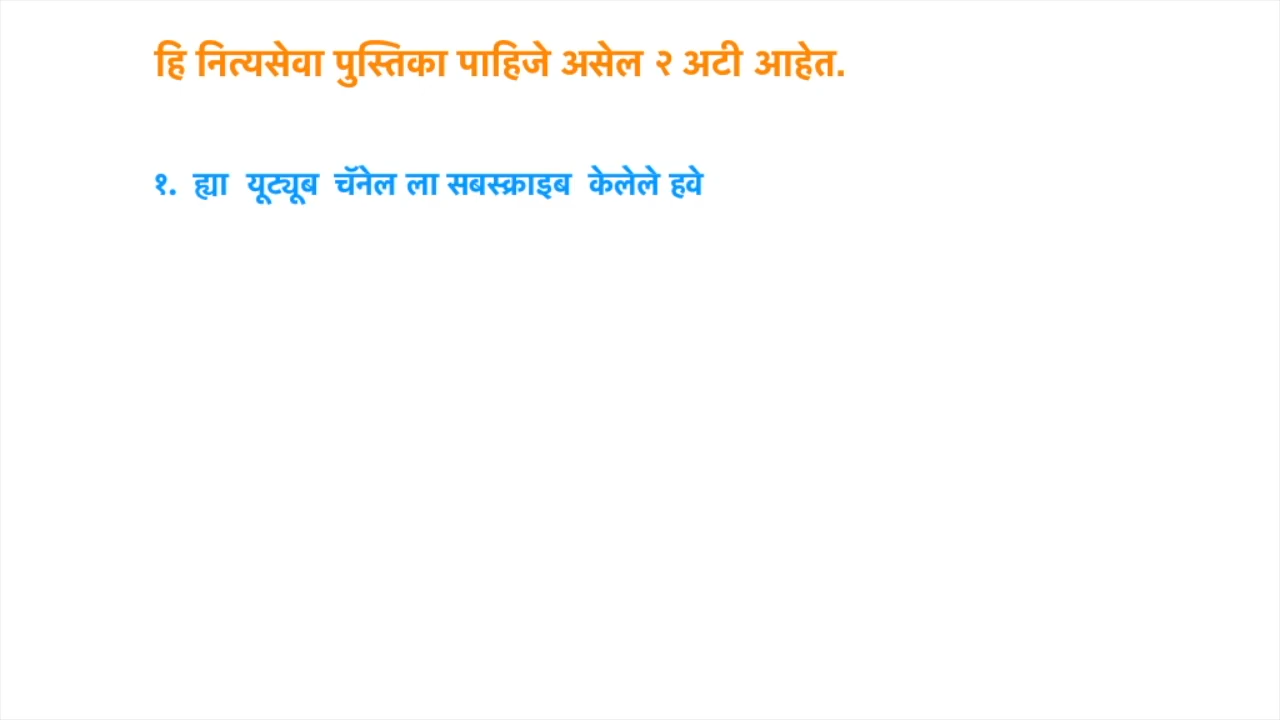 हि नित्यसेवा पुस्तिका पाहिजे असेल २ अटी आहेत.
१. ह्या यूट्यूब चॅनेल ला सबस्क्राइब केलेले हवे